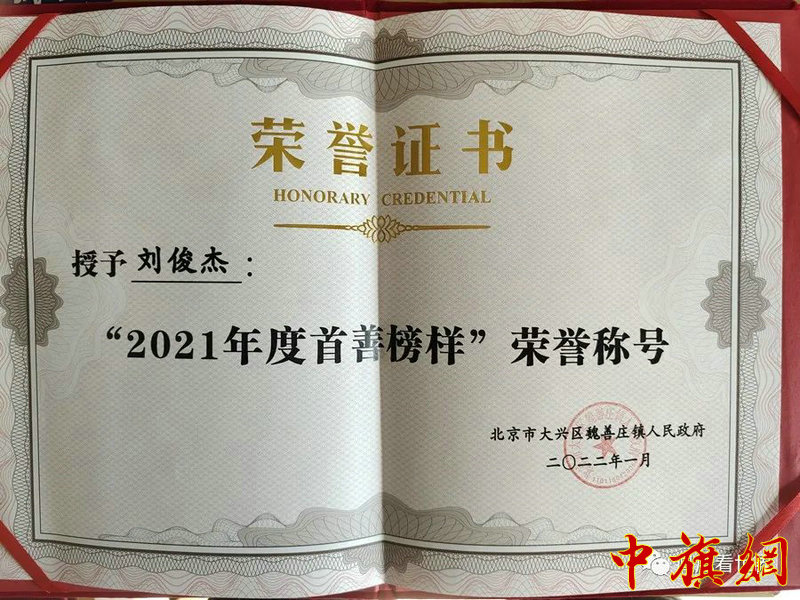 荣誉证书
HONORARY CREDENTIAL
授予 刘俊杰：
“2021年度首善榜样”荣誉称号
北京市大兴区魏善庄镇人民政府
二〇二二年一月
中旗網